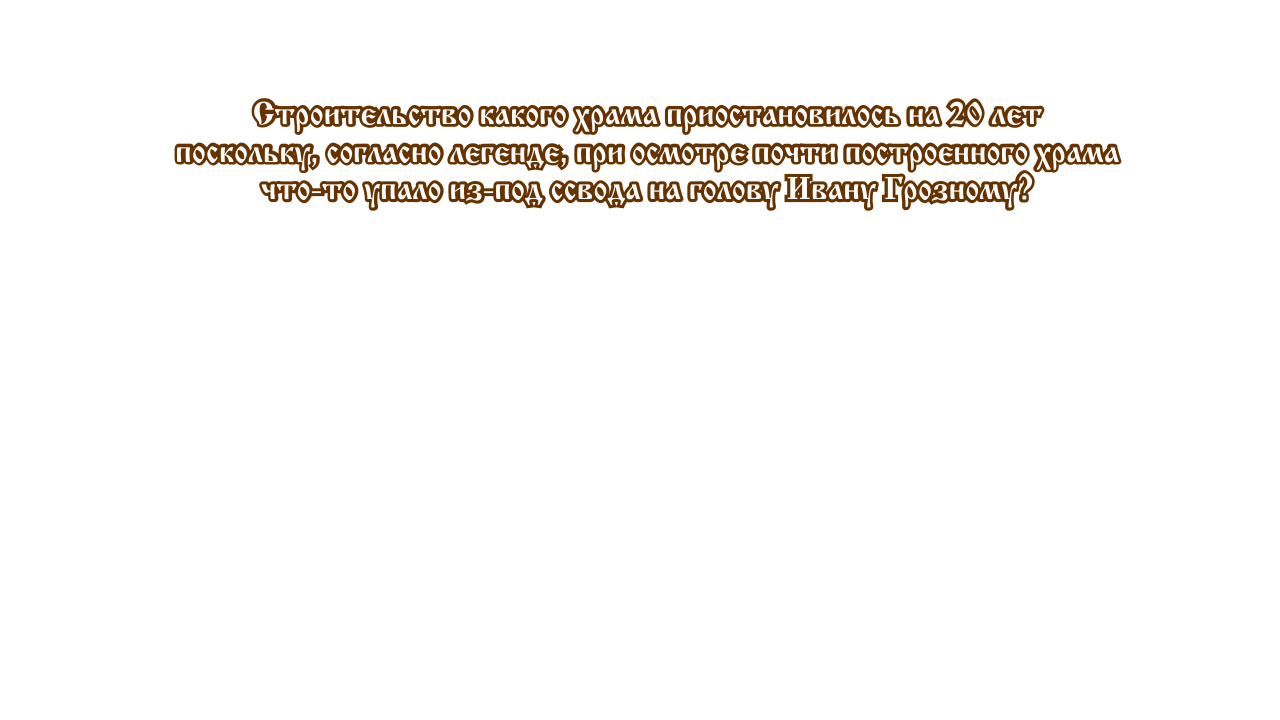 Строительство какого храма приостановилось на 20 лет
поскольку, согласно легенде, при осмотре почти построенного храма
что-то упало из-под ссвода на голову Ивану Грозному?